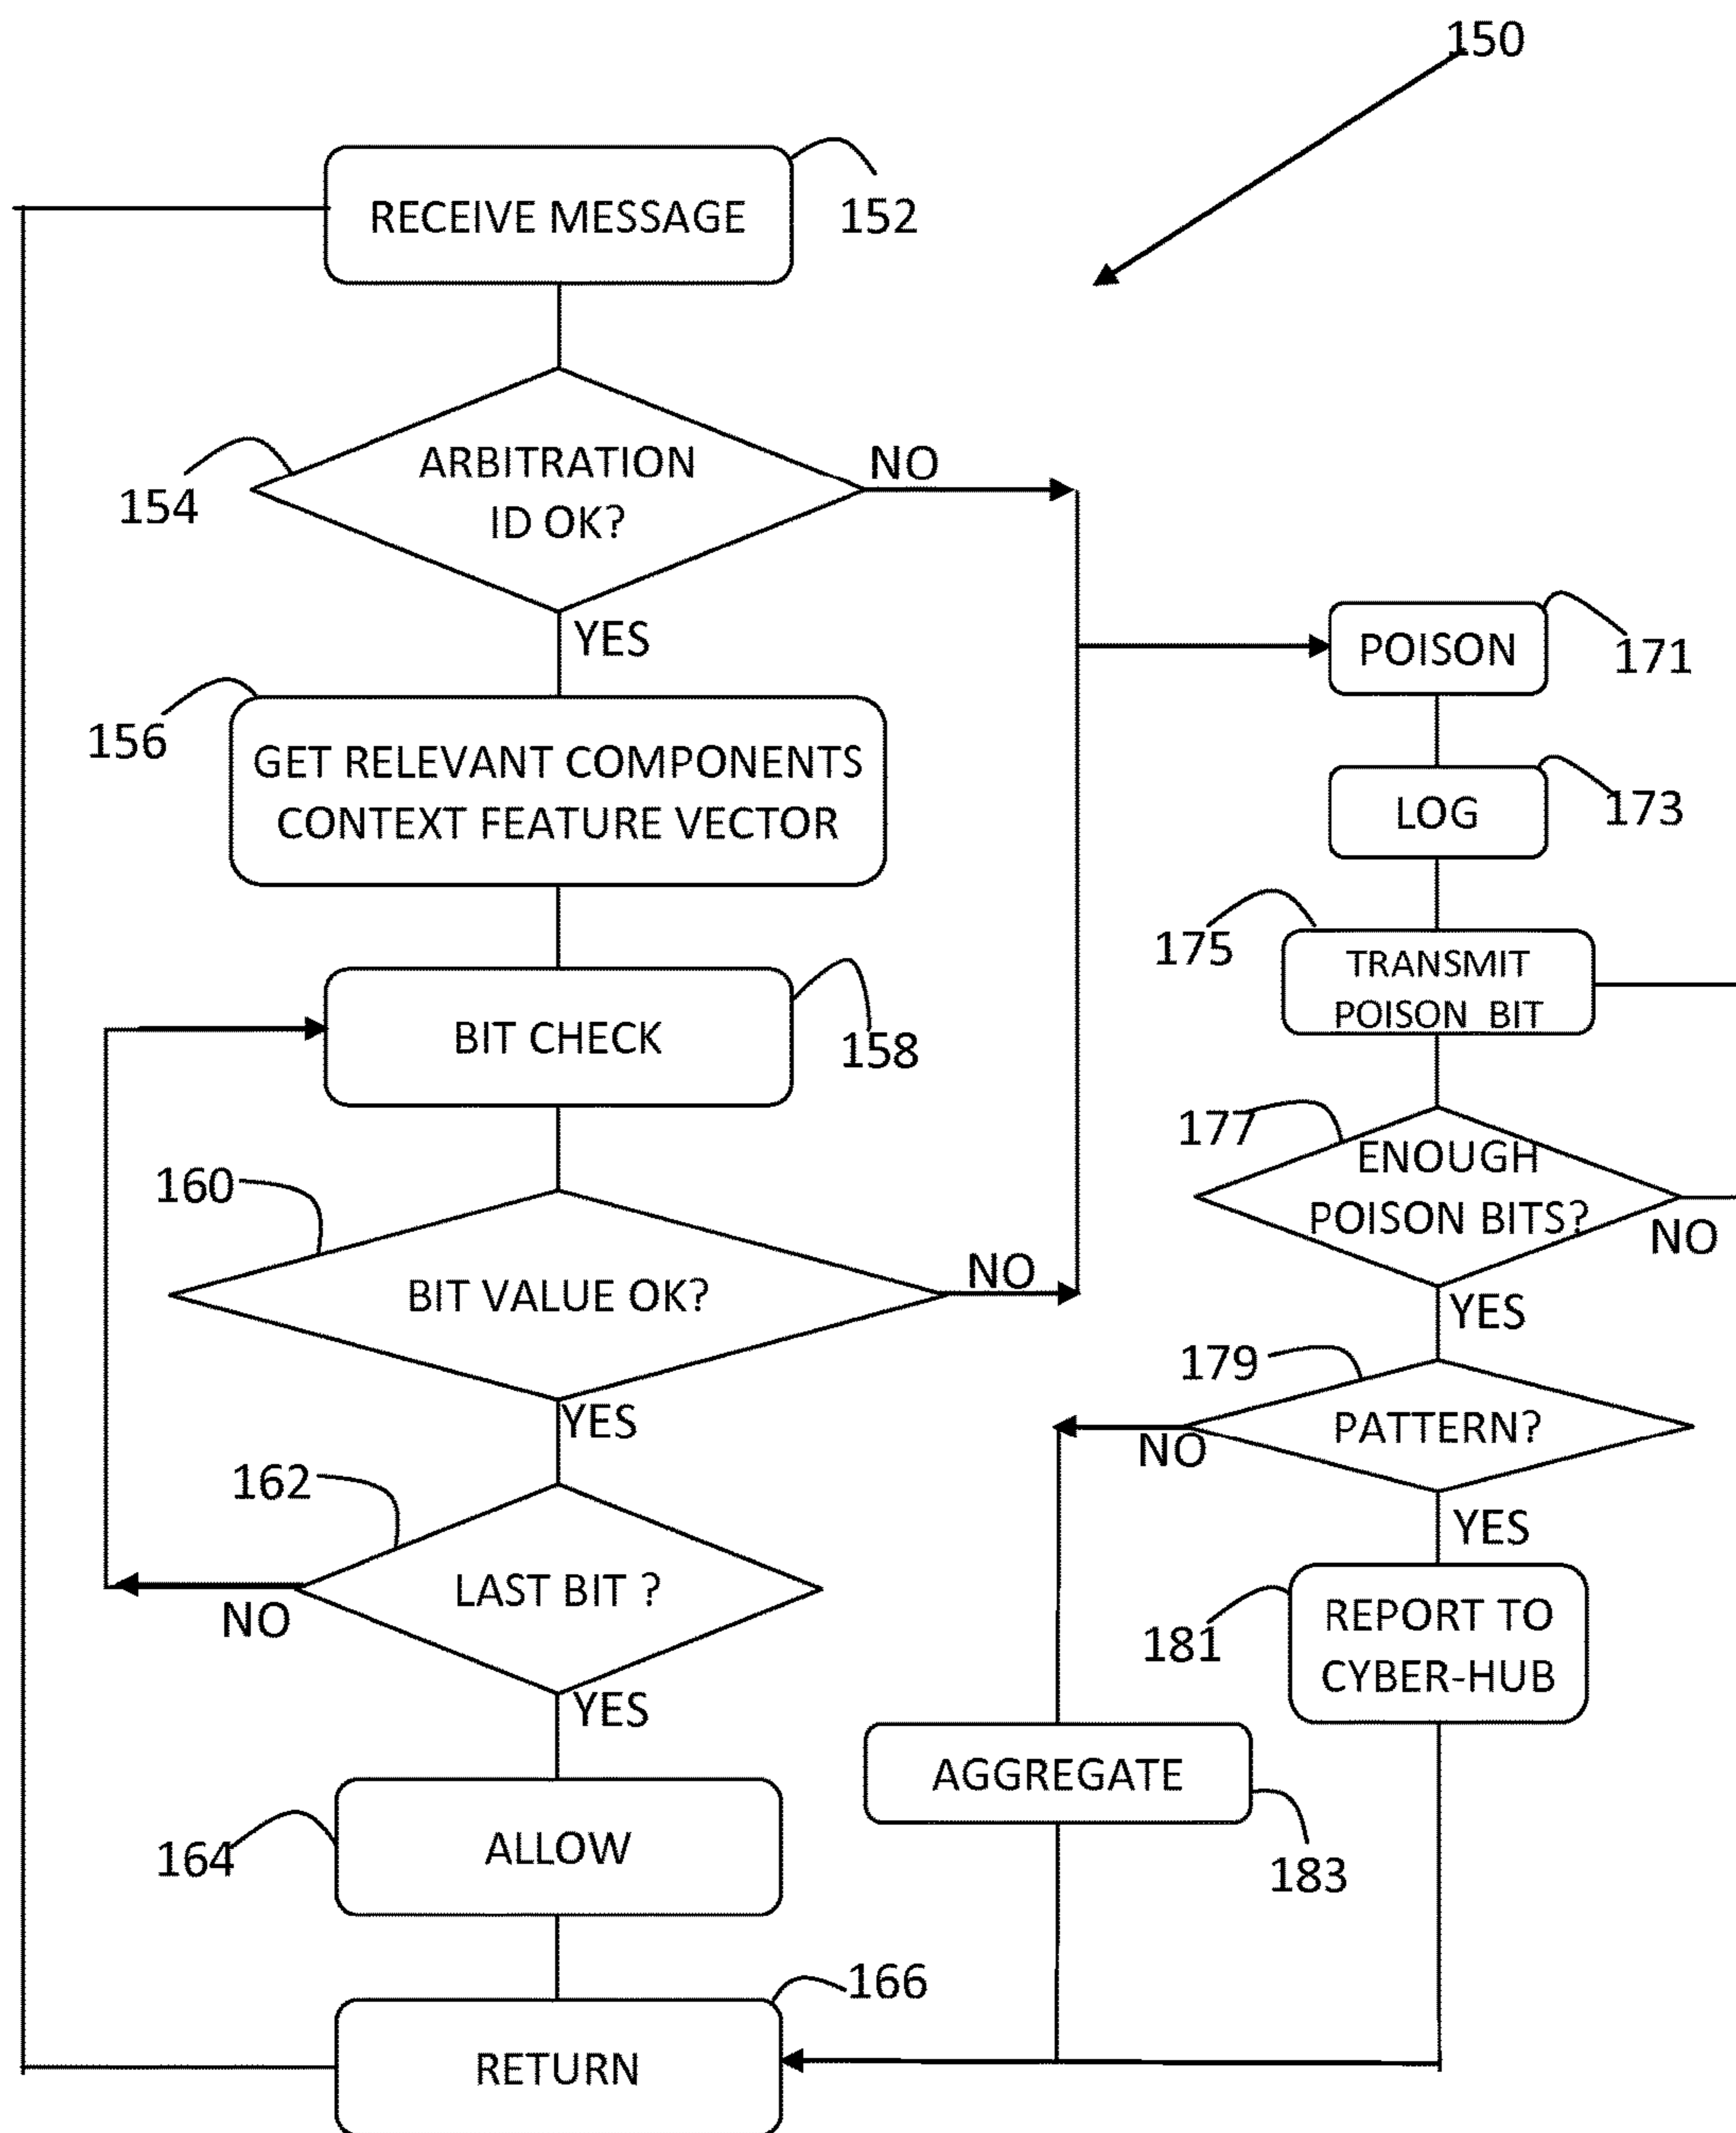 150
RECEIVE MESSAGE
152
ARBITRATION
ID OK?
154
NO
YES
156
GET RELEVANT COMPONENTS
CONTEXT FEATURE VECTOR
BIT CHECK
158
160
BIT VALUE OK?
NO
YES
162
LAST BIT ?
NO
YES
ALLOW
164
166
RETURN
POISON
171
LOG
173
175
TRANSMIT
POISON BIT
177
ENOUGH
POISON BITS?
NO
YES
179
PATTERN?
NO
YES
181
REPORT TO
CYBER-HUB
AGGREGATE
183